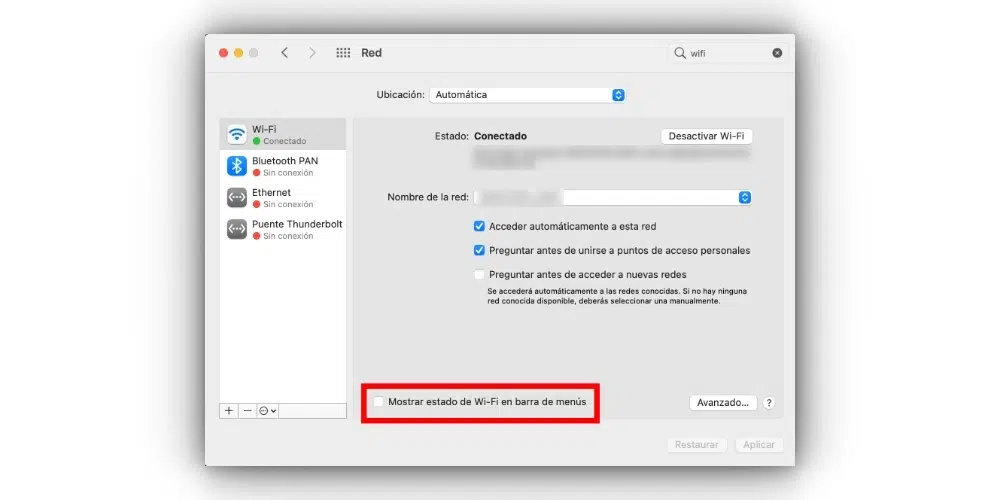 Red
wifi
Ubicación: Automática
Wi-Fi
Conectado
Bluetooth PAN
Sin conexión
Ethernet
Sin conexión
Puente Thunderbolt
Sin conexión
Estado: Conectado
Desactivar Wi-Fi
Nombre de la red:
Acceder automáticamente a esta red
Preguntar antes de unirse a puntos de acceso personales
Preguntar antes de acceder a nuevas redes
Se accederá automáticamente a las redes conocidas. Si no hay ninguna
red conocida disponible, deberás seleccionar una manualmente.
Mostrar estado de Wi-Fi en barra de menús
Avanzado... ?
Restaurar Aplicar